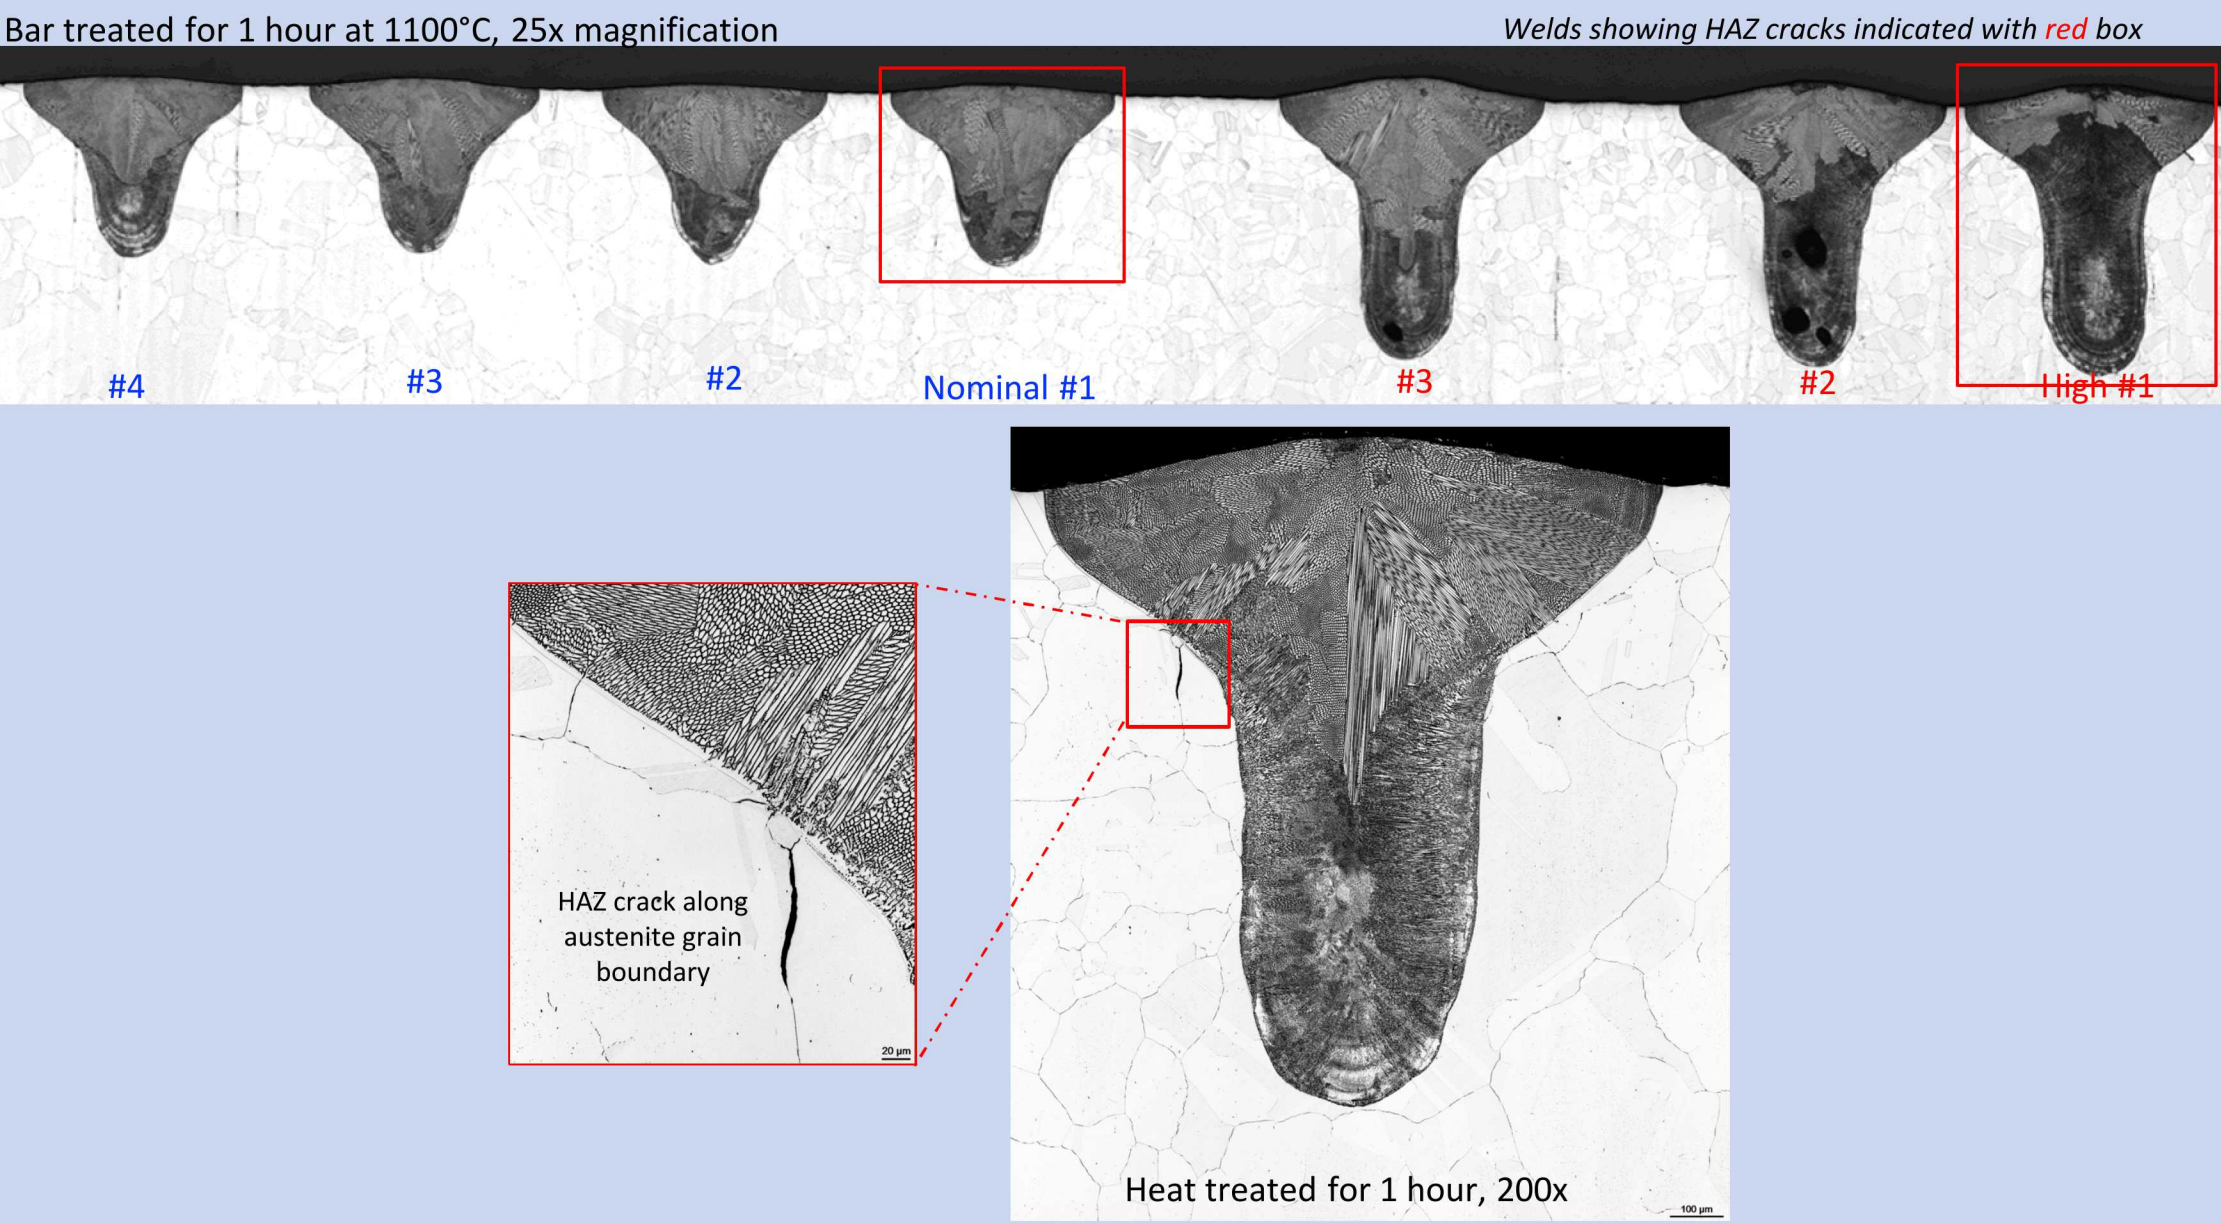 Bar treated for 1 hour at 1100°C, 25x magnification
Welds showing HAZ cracks indicated with red box
#4
#3
#2
Nominal #1
#3
#2
High #1
HAZ crack along
austenite grain
boundary
20 µm
Heat treated for 1 hour, 200x
100 µm